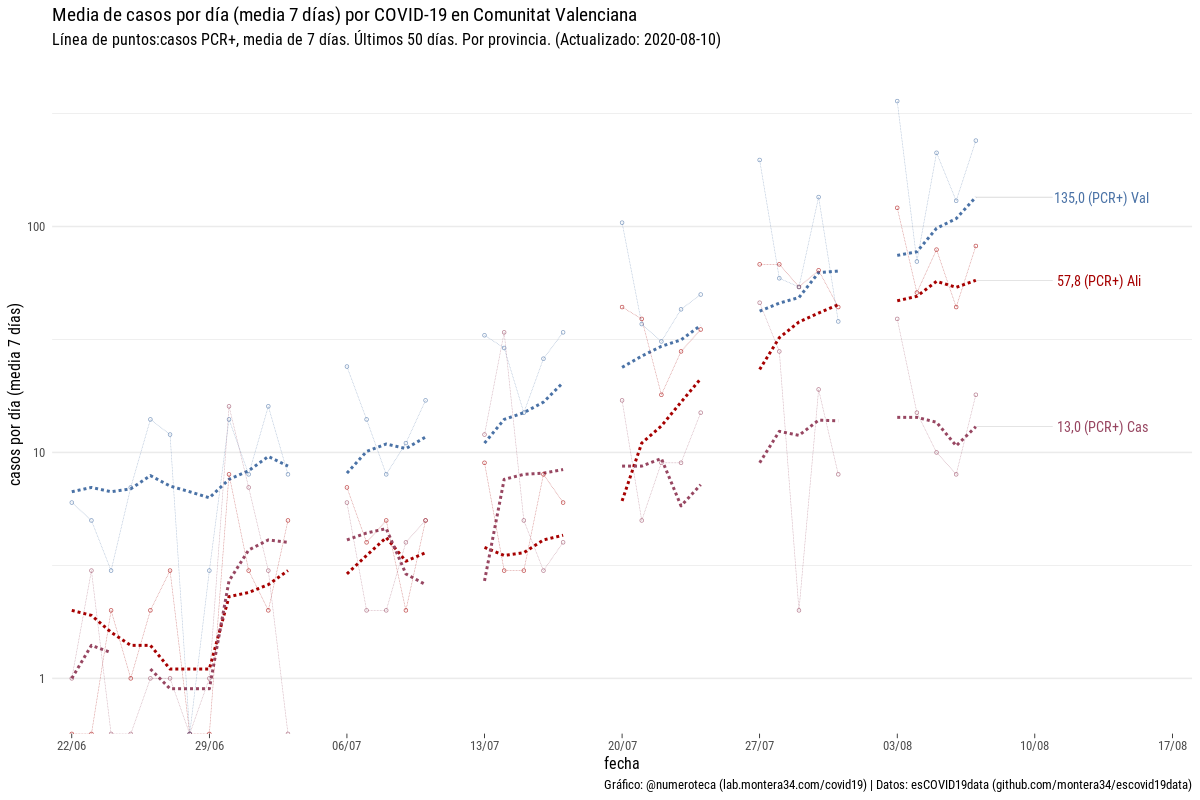 Media de casos por día (media 7 días) por COVID-19 en Comunitat Valenciana
Línea de puntos:casos PCR+, media de 7 días. Últimos 50 días. Por provincia. (Actualizado: 2020-08-10)
casos por día (media 7 días)
100
10
1
135,0 (PCR+) Val
57,8 (PCR+) Ali
13,0 (PCR+) Cas
22/06 29/06 06/07 13/07 20/07 27/07 03/08 10/08 17/08
fecha
Gráfico: @numeroteca (lab.montera34.com/covid19) | Datos: esCOVID19data (github.com/montera34/escovid19data)